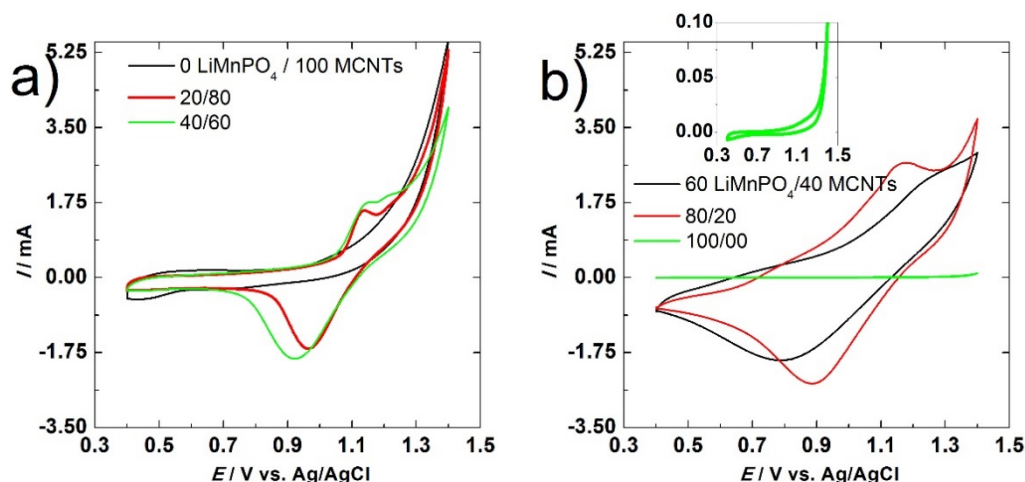 a)
0 LiMnPO4 / 100 MCNTs
20/80
40/60
5.25
3.50
1.75
0.00
-1.75
-3.50
I / mA
0.3 0.5 0.7 0.9 1.1 1.3 1.5
E / V vs. Ag/AgCl
b)
0.10
0.05
0.00
0.3 0.7 1.1 1.5
60 LiMnPO4/40 MCNTs
80/20
100/00
5.25
3.50
1.75
0.00
-1.75
-3.50
I / mA
0.3 0.5 0.7 0.9 1.1 1.3 1.5
E / V vs. Ag/AgCl